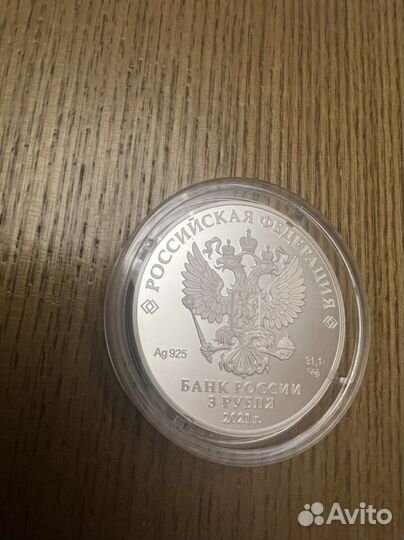 РОССИЙСКАЯ ФЕДЕРАЦИЯ
Ag 925
31,1
БАНК РОССИИ
3 РУБЛЯ
2021 г.
Avito